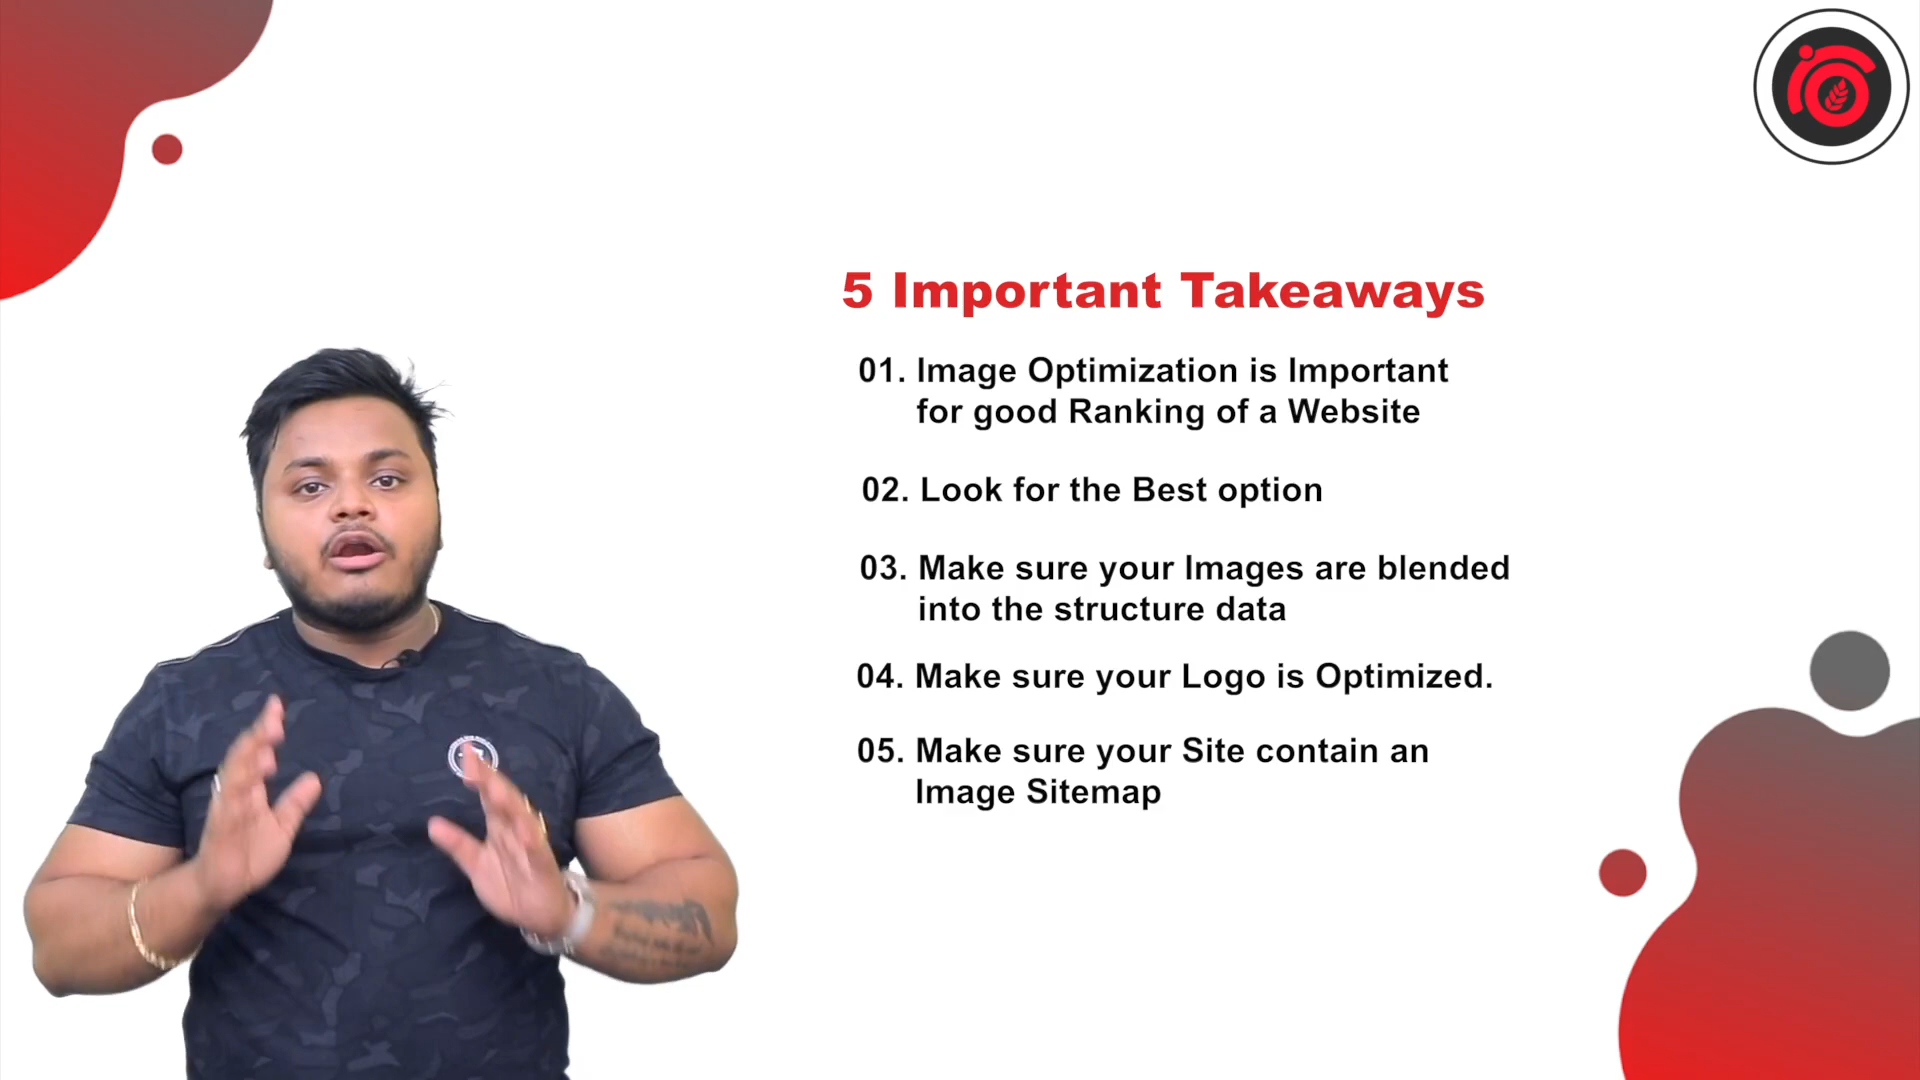 5 Important Takeaways
01. Image Optimization is Important
for good Ranking of a Website
02. Look for the Best option
03. Make sure your Images are blended
into the structure data
04. Make sure your Logo is Optimized.
05. Make sure your Site contain an
Image Sitemap